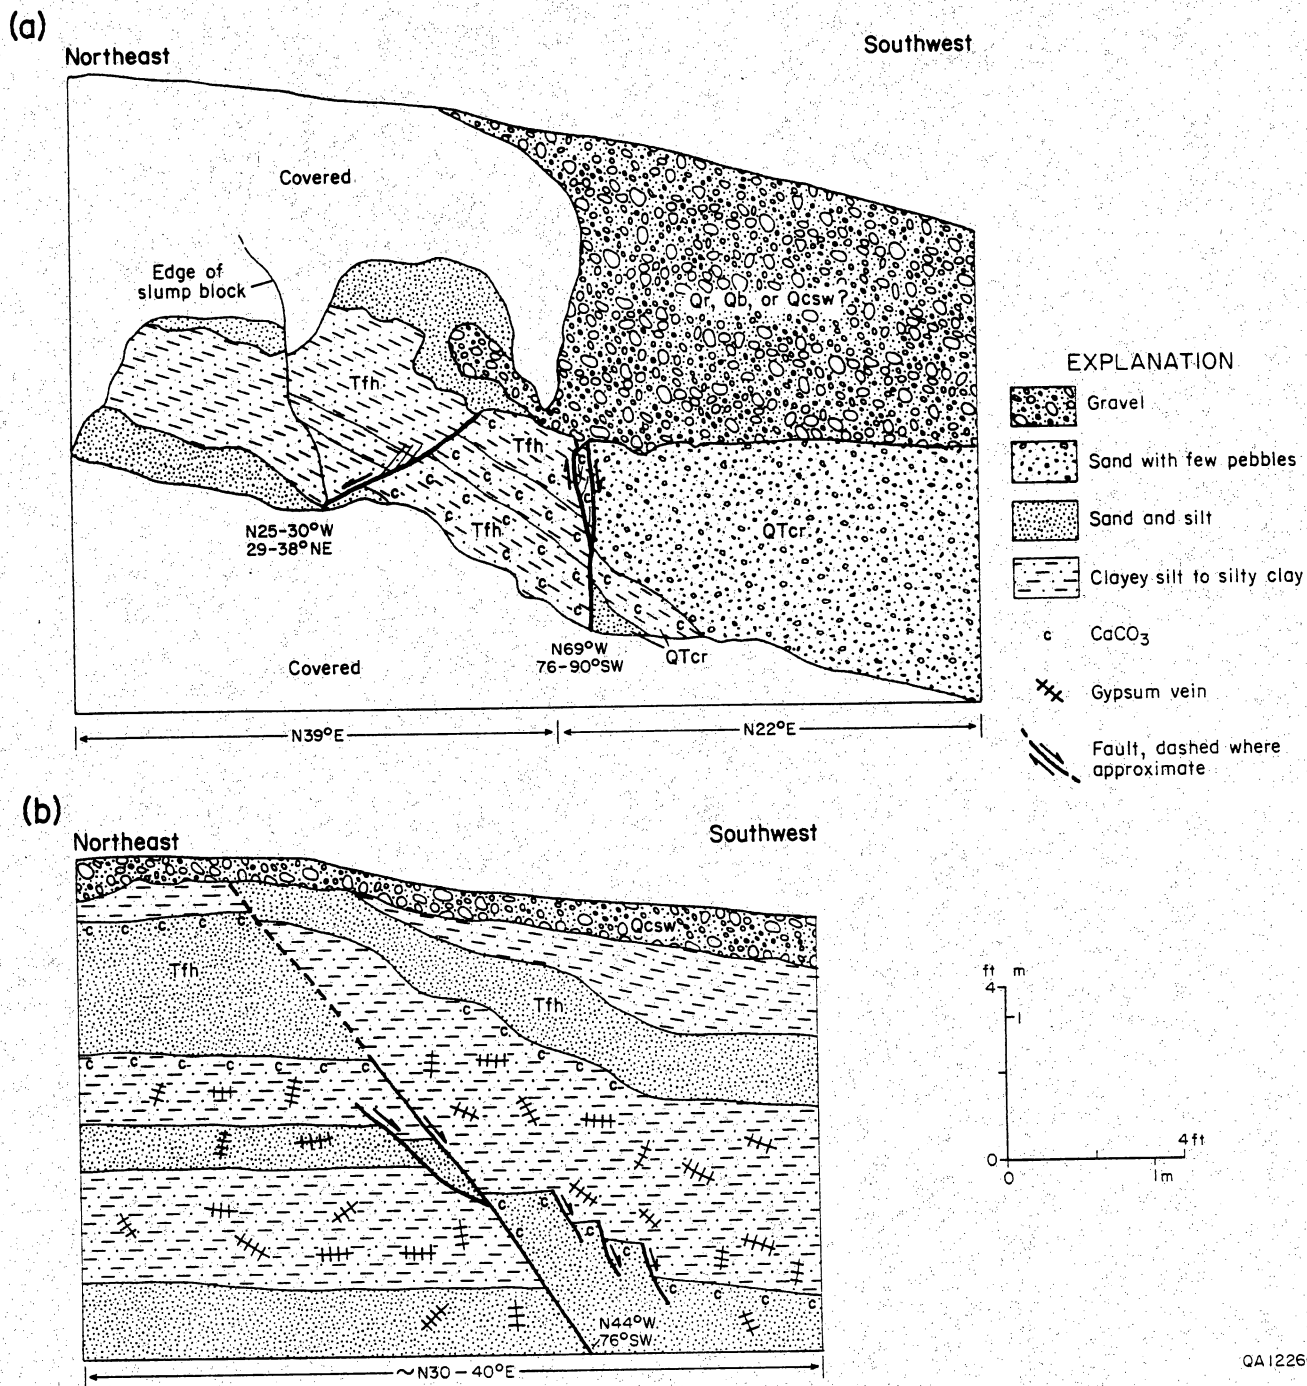 (a)
Northeast
Southwest
Covered
Edge of
slump block
Qr, Qb, or Qcsw?
Tfh
Tfh
Tfh
QTcr
N25-30°W
29-38°NE
N69°W
76-90°SW
QTcr
Covered
N39°E
N22°E
EXPLANATION
Gravel
Sand with few pebbles
Sand and silt
Clayey silt to silty clay
c CaCO3
Gypsum vein
Fault, dashed where
approximate
(b)
Northeast
Southwest
Qcsw
Tfh
Tfh
N44°W
76°SW
~N30-40°E
ft m
4
1
0
0
1m
4ft
QA1226